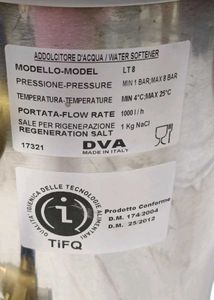 ADDOLCITORE D'ACQUA / WATER SOFTENER
MODELLO-MODEL LT 8
PRESSIONE-PRESSURE MIN 1 BAR;MAX 8 BAR
TEMPERATURA-TEMPERATURE MIN 4°C;MAX 25°C
PORTATA-FLOW RATE 1000 l / h
SALE PER RIGENERAZIONE
REGENERATION SALT 1 Kg NaCl
17321 DVA
MADE IN ITALY
QUALITÀ IGIENICA DELLE TECNOLOGIE ALIMENTARI
i
TiFQ
Prodotto Conforme
D.M. 174/2004
D.M. 25/2012